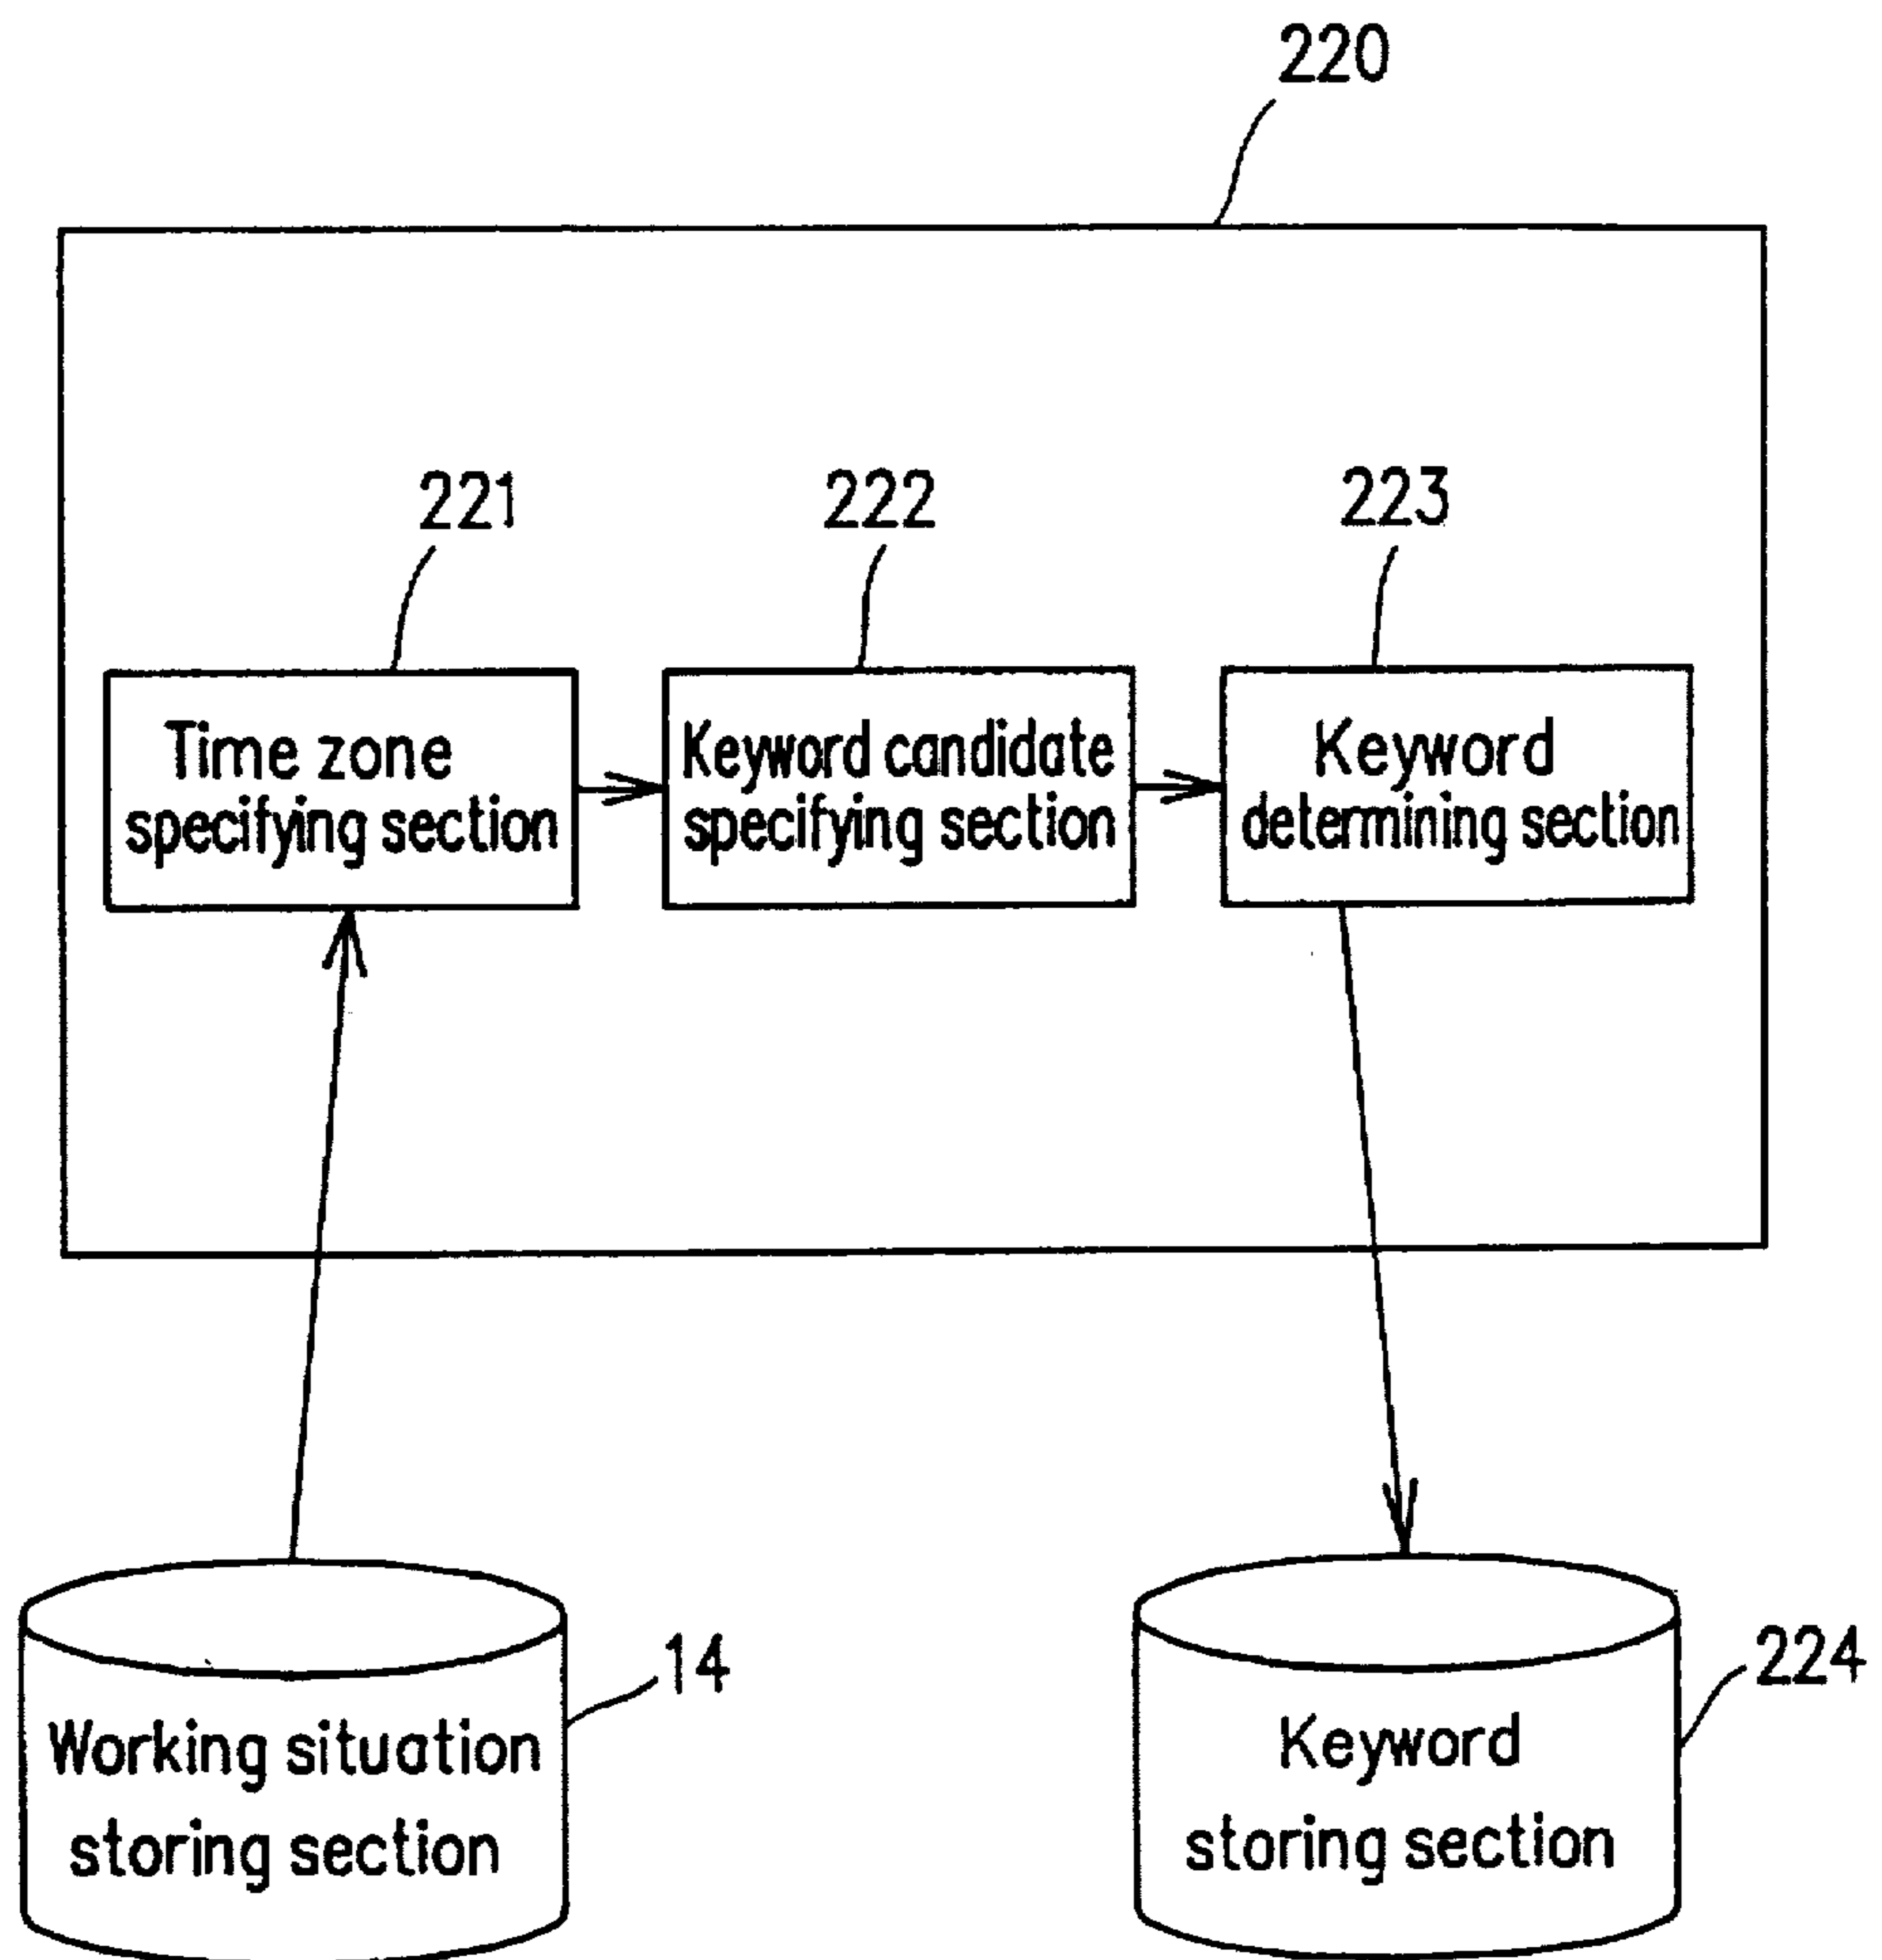 220
221
222
223
Time zone
specifying section
Keyword candidate
specifying section
Keyword
determining section
14
Working situation
storing section
224
Keyword
storing section